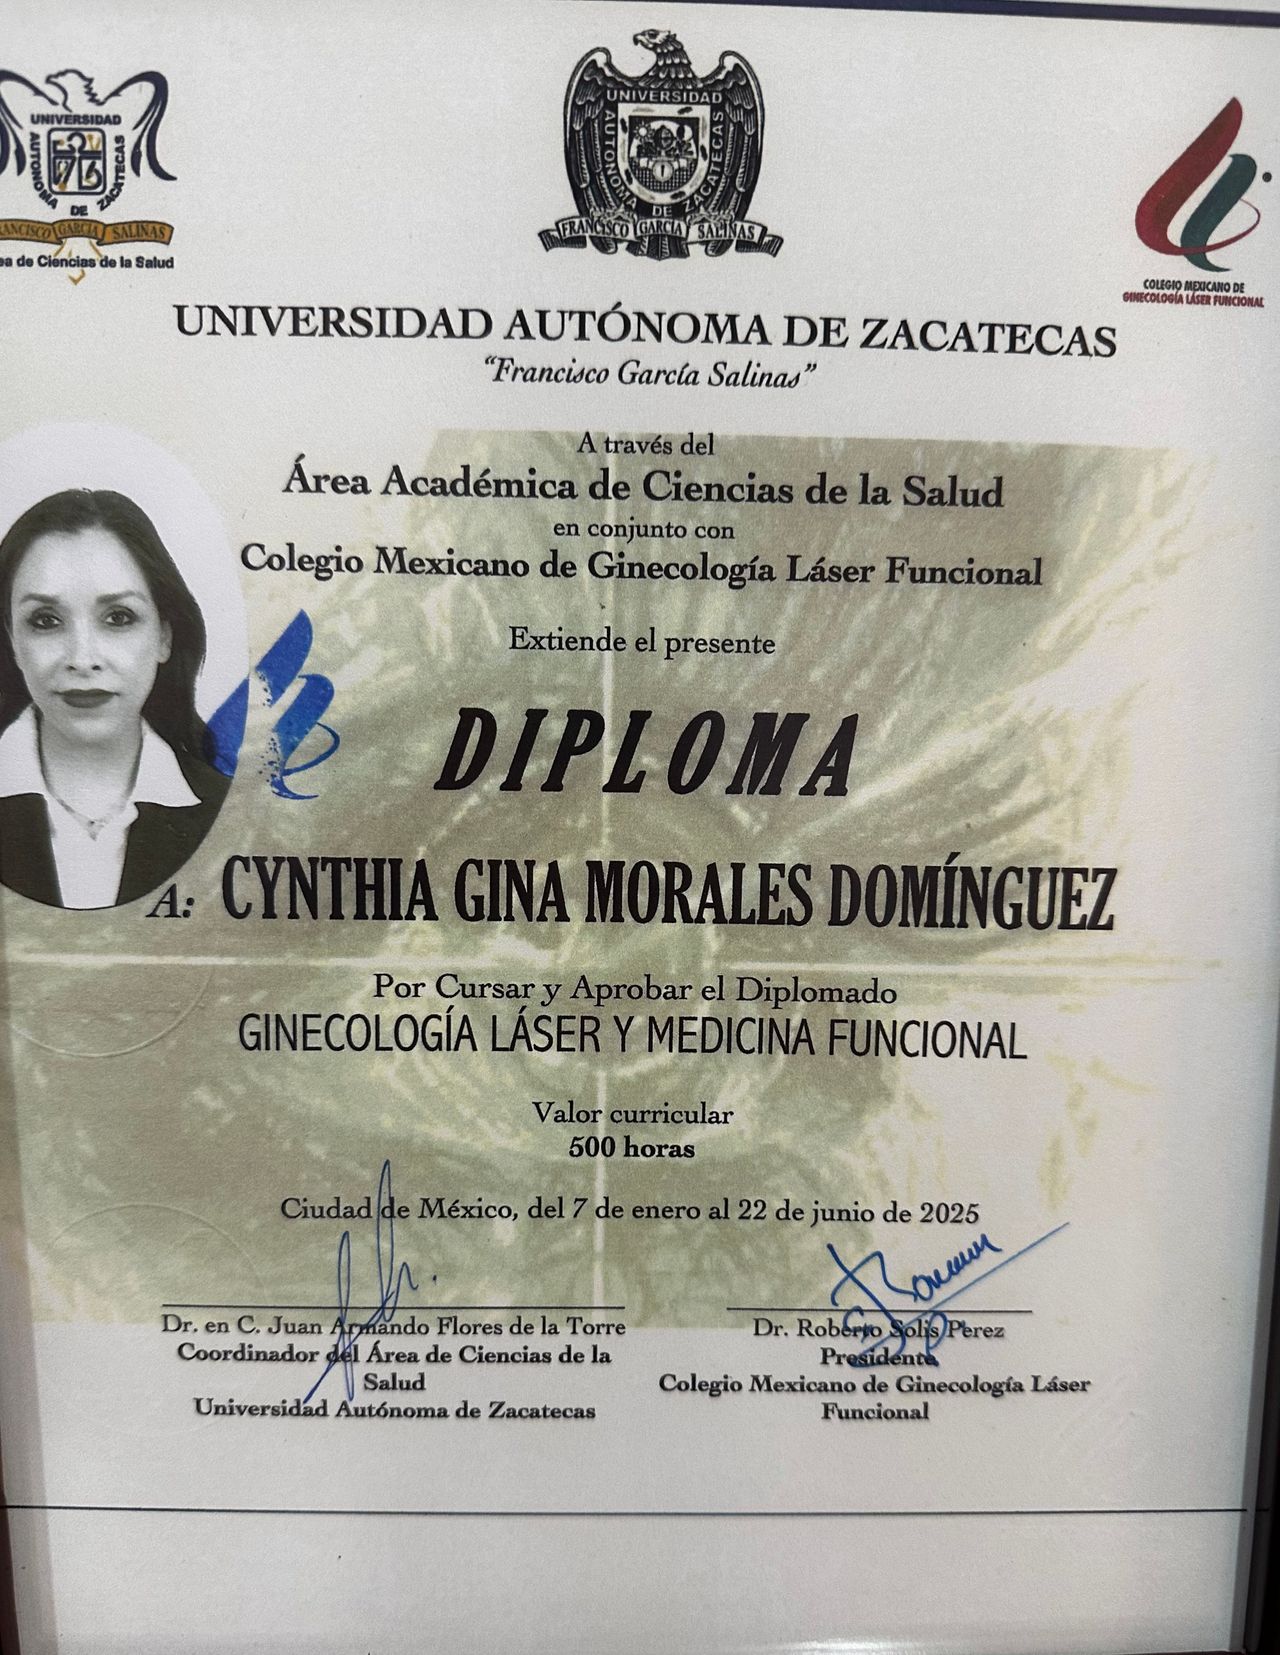 UNIVERSIDAD
AUTONOMA
DE ZACATECAS
FRANCISCO GARCÍA SALINAS
de Ciencias de la Salud
UNIVERSIDAD
AUTONOMA
DE ZACATECAS
FRANCISCO GARCIA SALINAS
COLEGIO MEXICANO DE
GINECOLOGÍA LÁSER FUNCIONAL
UNIVERSIDAD AUTÓNOMA DE ZACATECAS
“Francisco García Salinas”
A través del
Área Académica de Ciencias de la Salud
en conjunto con
Colegio Mexicano de Ginecología Láser Funcional
Extiende el presente
DIPLOMA
A: CYNTHIA GINA MORALES DOMÍNGUEZ
Por Cursar y Aprobar el Diplomado
GINECOLOGÍA LÁSER Y MEDICINA FUNCIONAL
Valor curricular
500 horas
Ciudad de México, del 7 de enero al 22 de junio de 2025
Dr. en C. Juan Armando Flores de la Torre
Coordinador del Área de Ciencias de la
Salud
Universidad Autónoma de Zacatecas
Dr. Roberto Solis Perez
Presidente
Colegio Mexicano de Ginecología Láser
Funcional